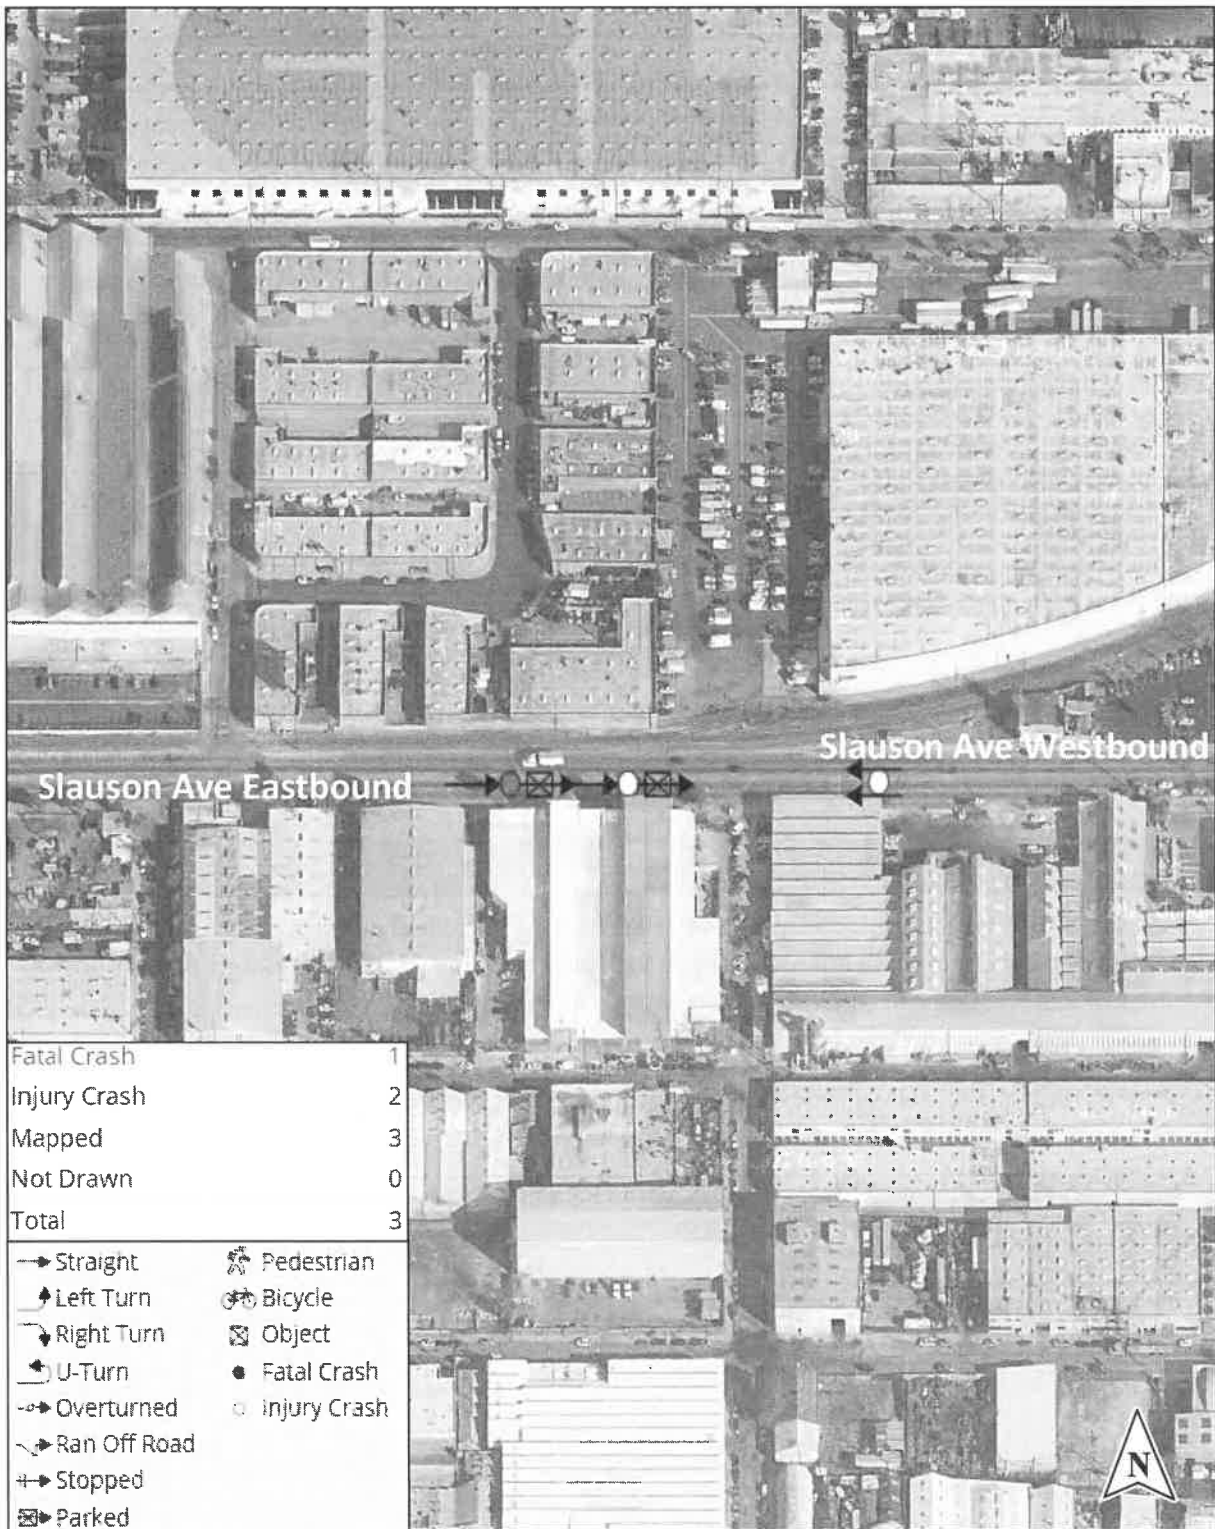 Slauson Ave Westbound
Slauson Ave Eastbound
Fatal Crash 1
Injury Crash 2
Mapped 3
Not Drawn 0
Total 3
Straight Pedestrian
Left Turn Bicycle
Right Turn Object
U-Turn Fatal Crash
Overturned Injury Crash
Ran Off Road
Stopped
Parked
N